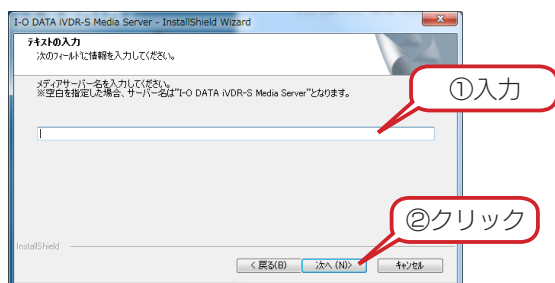 I-O DATA iVDR-S Media Server - InstallShield Wizard
テキストの入力
次のフィールドに情報を入力してください。
メディアサーバー名を入力してください。
※空白を指定した場合、サーバー名は"I-O DATA iVDR-S Media Server"となります。
①入力
②クリック
InstallShield
< 戻る(B)
次へ (N)>
キャンセル